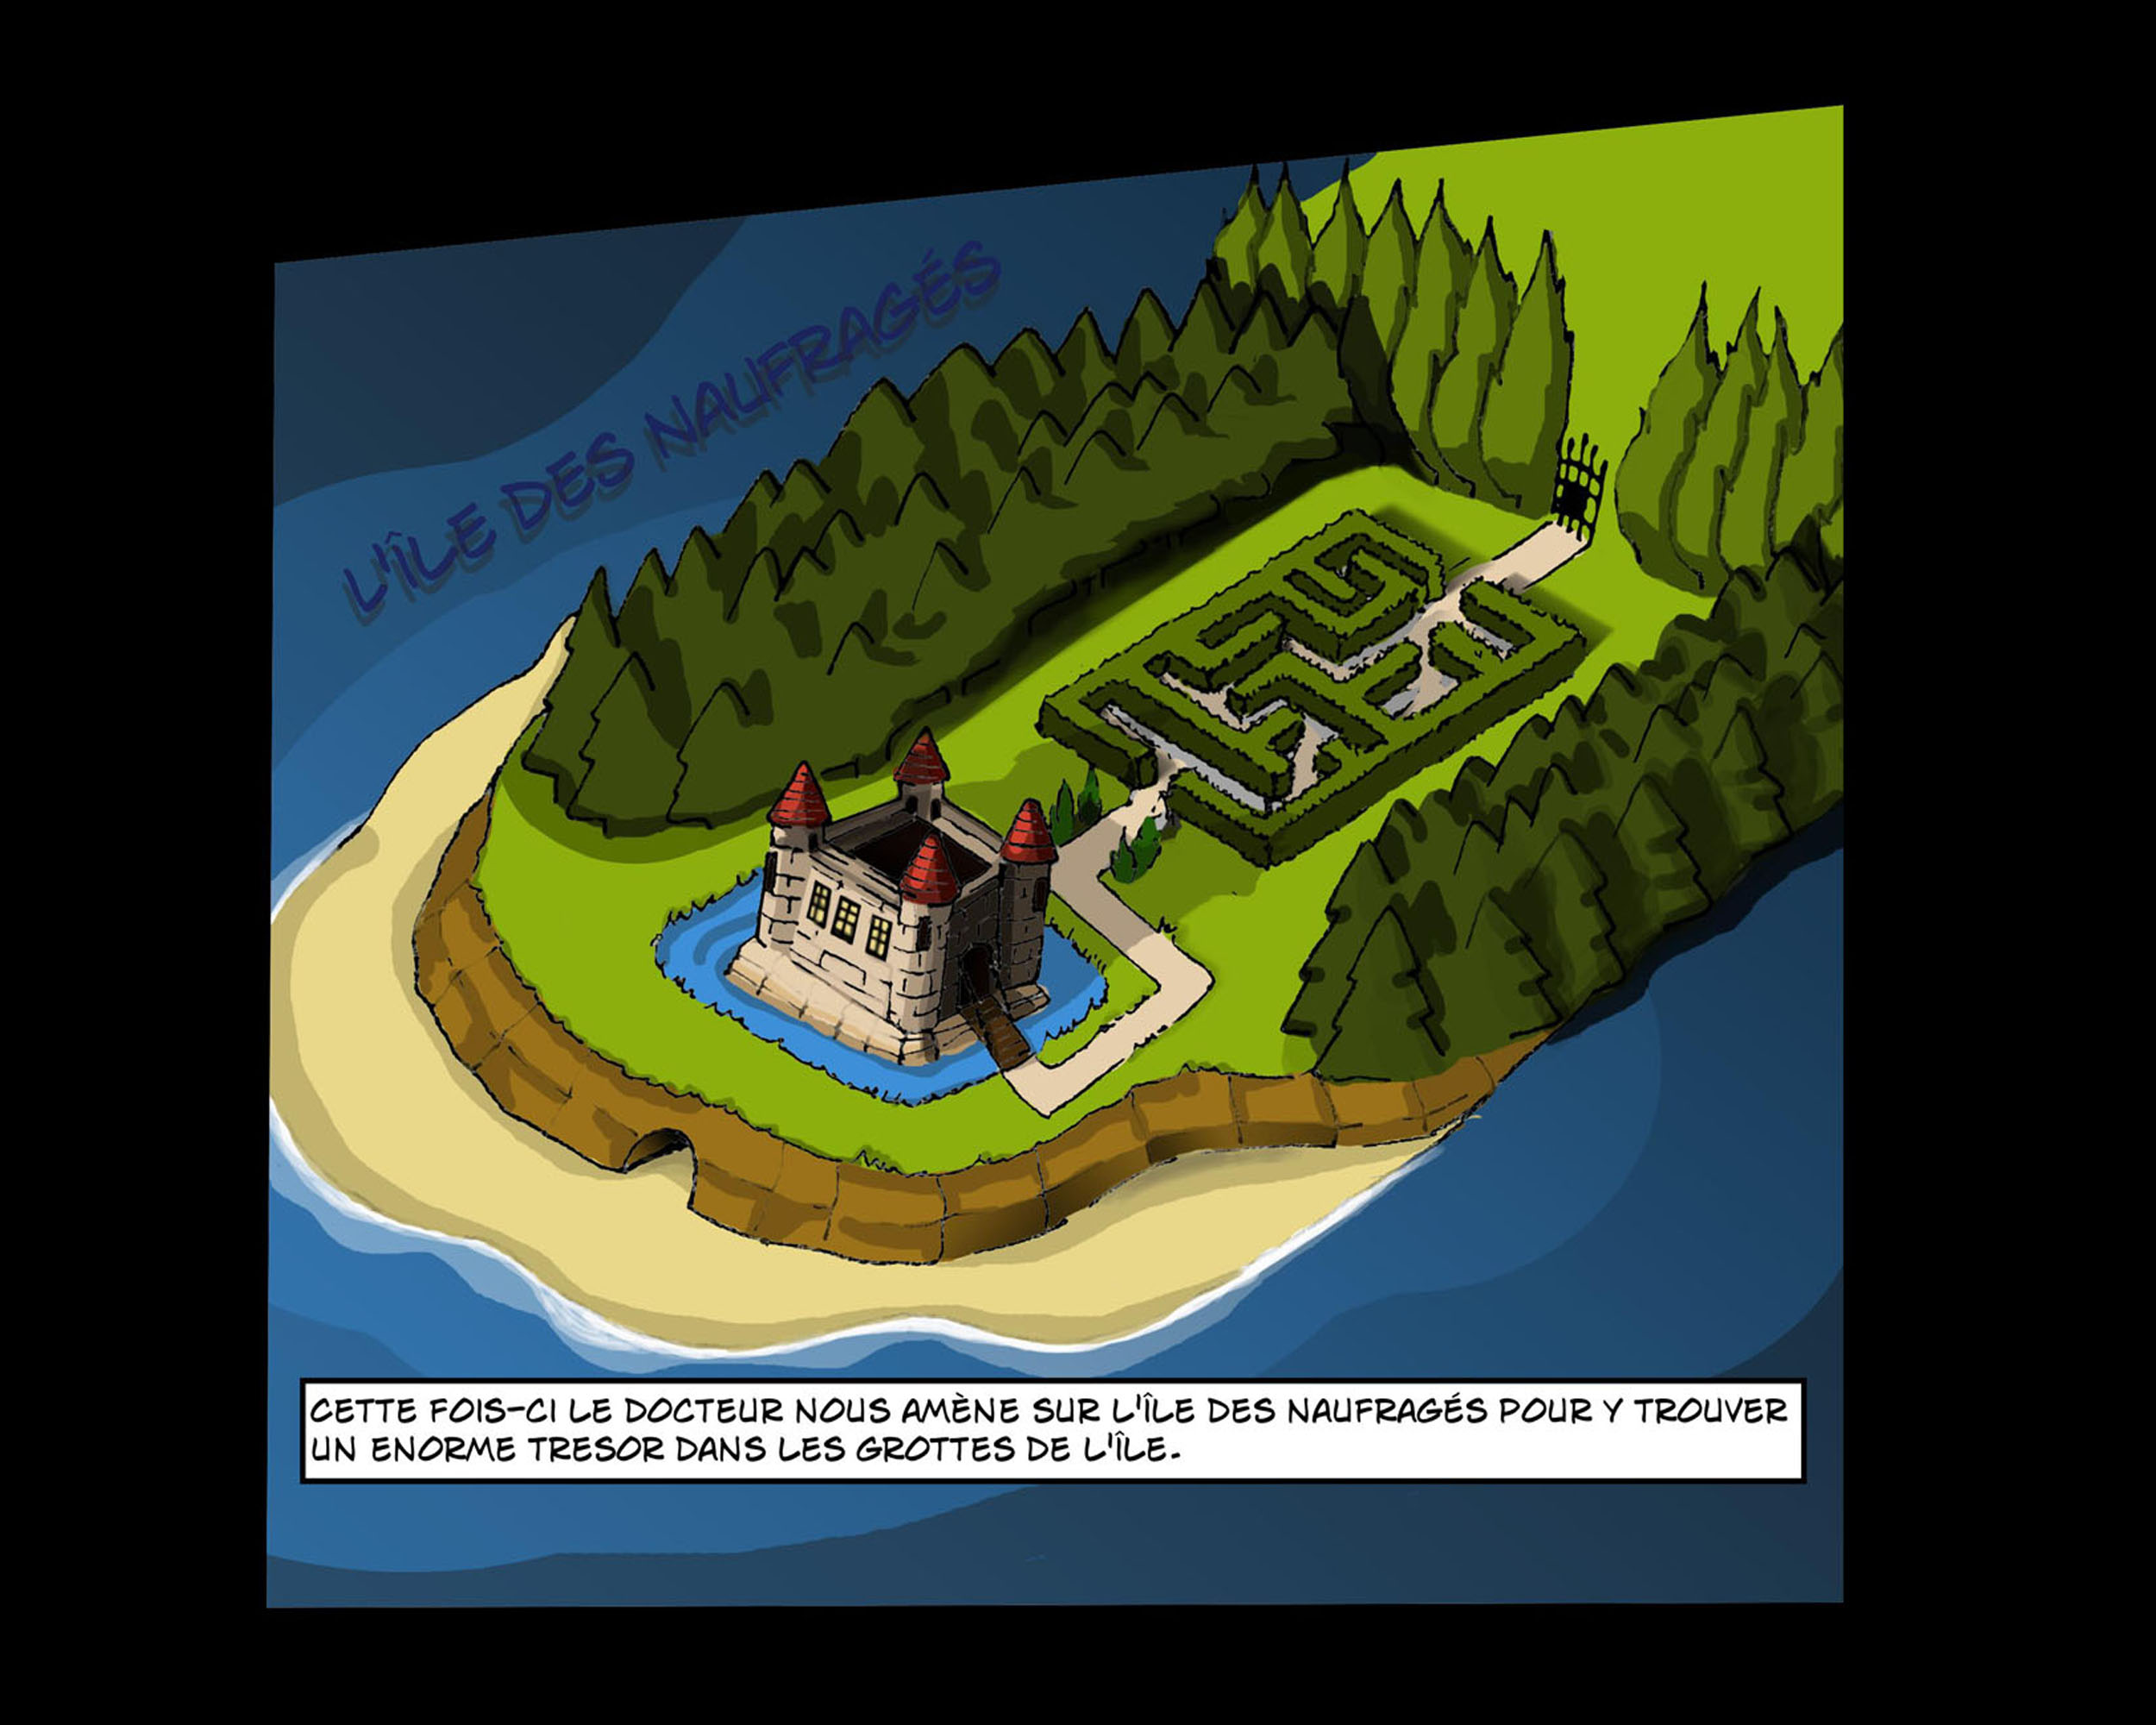 L'ÎLE DES NAUFRAGÉS
CETTE FOIS-CI LE DOCTEUR NOUS AMÈNE SUR L'ÎLE DES NAUFRAGÉS POUR Y TROUVER
UN ENORME TRESOR DANS LES GROTTES DE L'ÎLE.